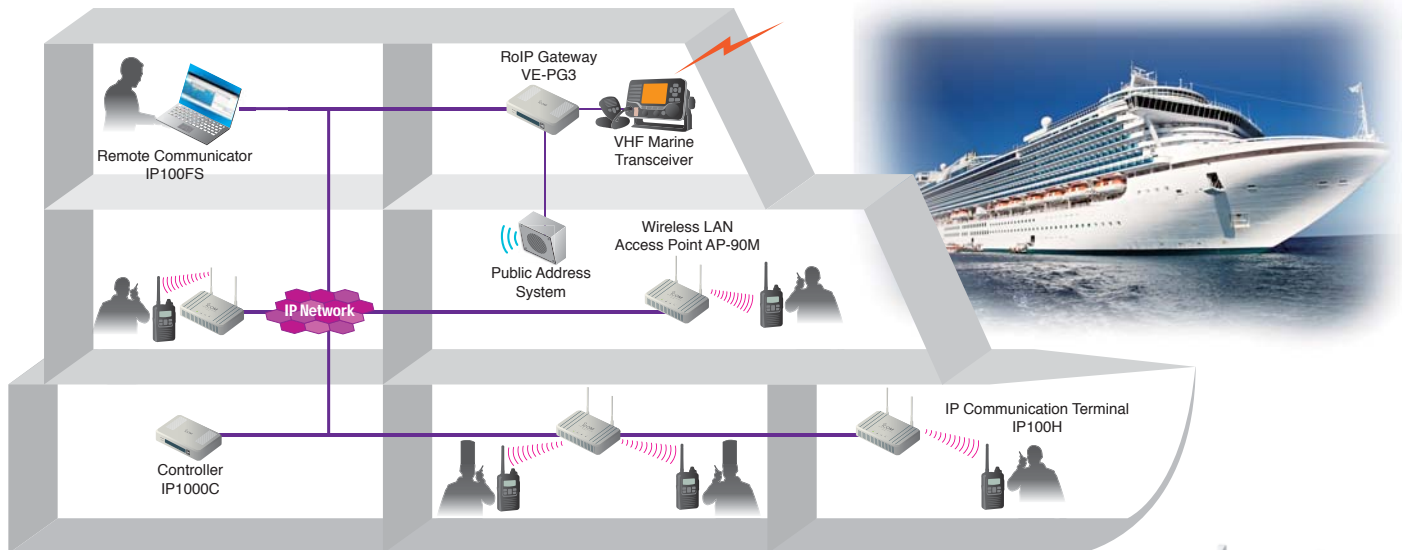 RoIP Gateway
VE-PG3
Remote Communicator
IP100FS
VHF Marine
Transceiver
Wireless LAN
Access Point AP-90M
Public Address
System
IP Network
IP Communication Terminal
IP100H
Controller
IP1000C